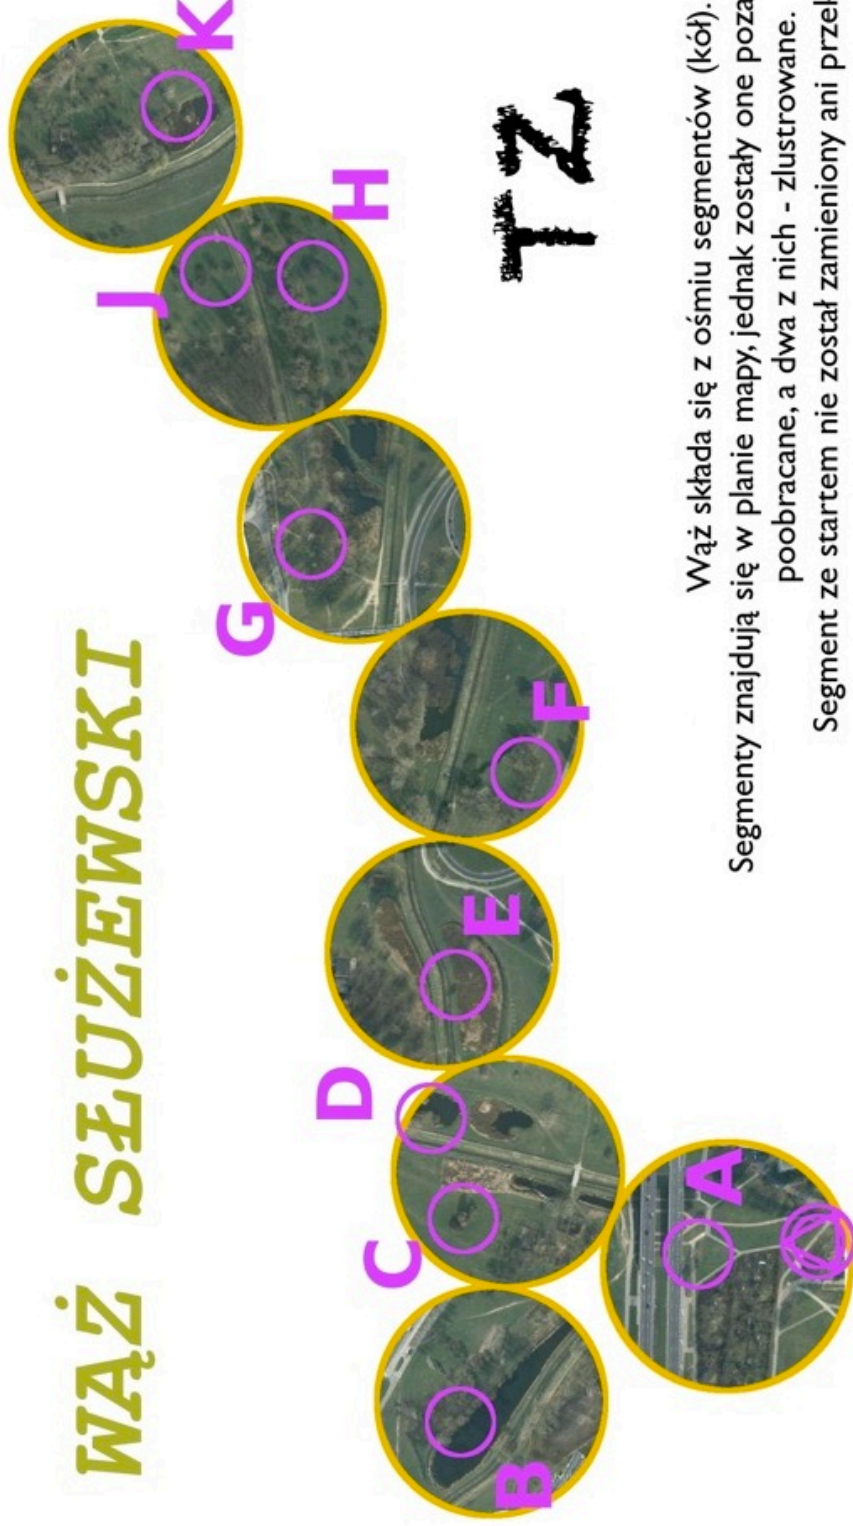 WĄŻ SŁUŻEWSKI
K
J
H
G
D
C
E
F
B
A
TZ
Wąż składa się z ośmiu segmentów (kół).
Segmenty znajdują się w planie mapy, jednak zostały one poza
poobracane, a dwa z nich - zlustrowane.
Segment ze startem nie został zamieniony ani